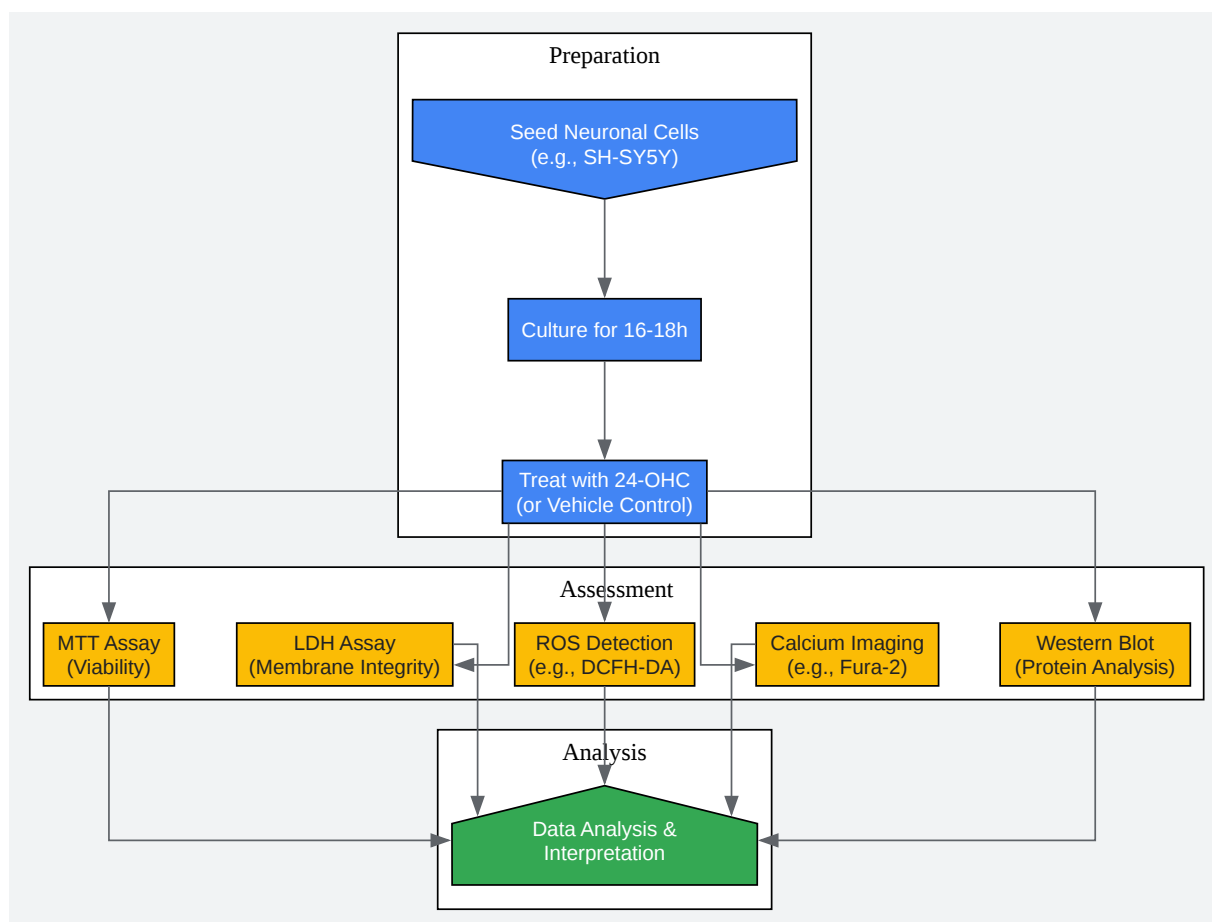 Preparation
Seed Neuronal Cells
(e.g., SH-SY5Y)
Culture for 16-18h
Treat with 24-OHC
(or Vehicle Control)
Assessment
MTT Assay
(Viability)
LDH Assay
(Membrane Integrity)
ROS Detection
(e.g., DCFH-DA)
Calcium Imaging
(e.g., Fura-2)
Western Blot
(Protein Analysis)
Analysis
Data Analysis &
Interpretation